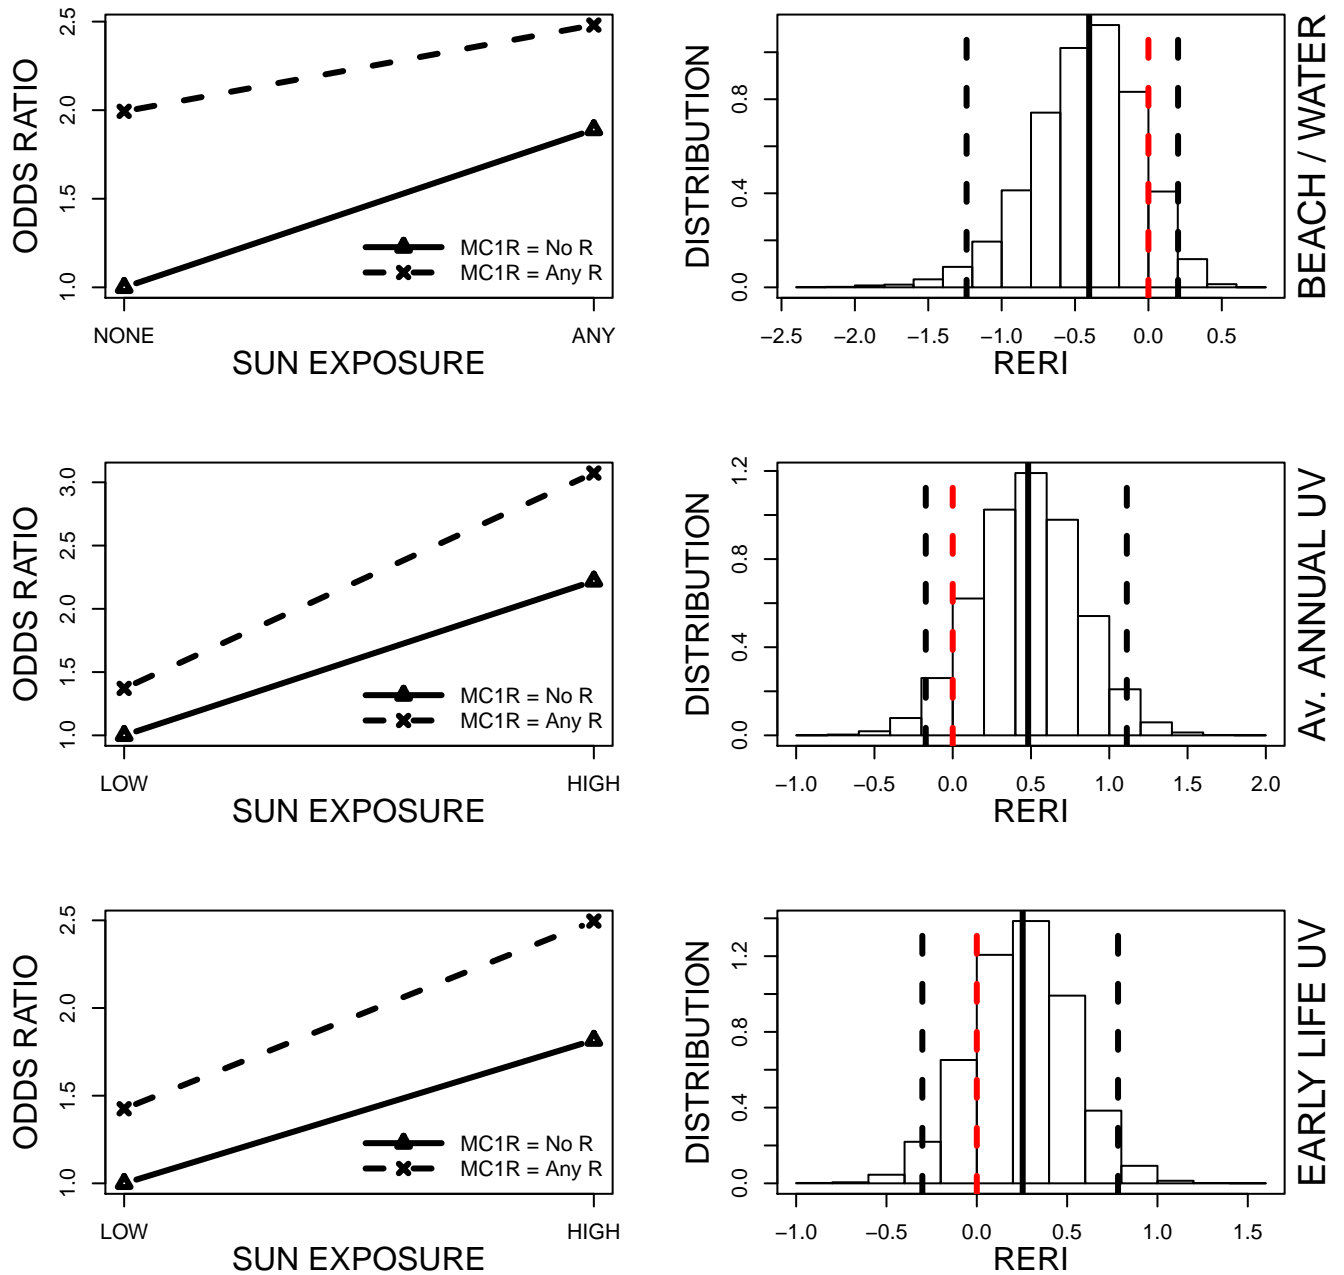 ODDS RATIO
2.5
2.0
1.5
1.0
MC1R = No R
MC1R = Any R
NONE
ANY
SUN EXPOSURE
DISTRIBUTION
0.8
0.4
0.0
−2.5 −2.0 −1.5 −1.0 −0.5 0.0 0.5
RERI
BEACH / WATER
ODDS RATIO
3.0
2.5
2.0
1.5
1.0
MC1R = No R
MC1R = Any R
LOW
HIGH
SUN EXPOSURE
DISTRIBUTION
1.2
0.8
0.4
0.0
−1.0 −0.5 0.0 0.5 1.0 1.5 2.0
RERI
Av. ANNUAL UV
ODDS RATIO
2.5
2.0
1.5
1.0
MC1R = No R
MC1R = Any R
LOW
HIGH
SUN EXPOSURE
DISTRIBUTION
1.2
0.8
0.4
0.0
−1.0 −0.5 0.0 0.5 1.0 1.5
RERI
EARLY LIFE UV